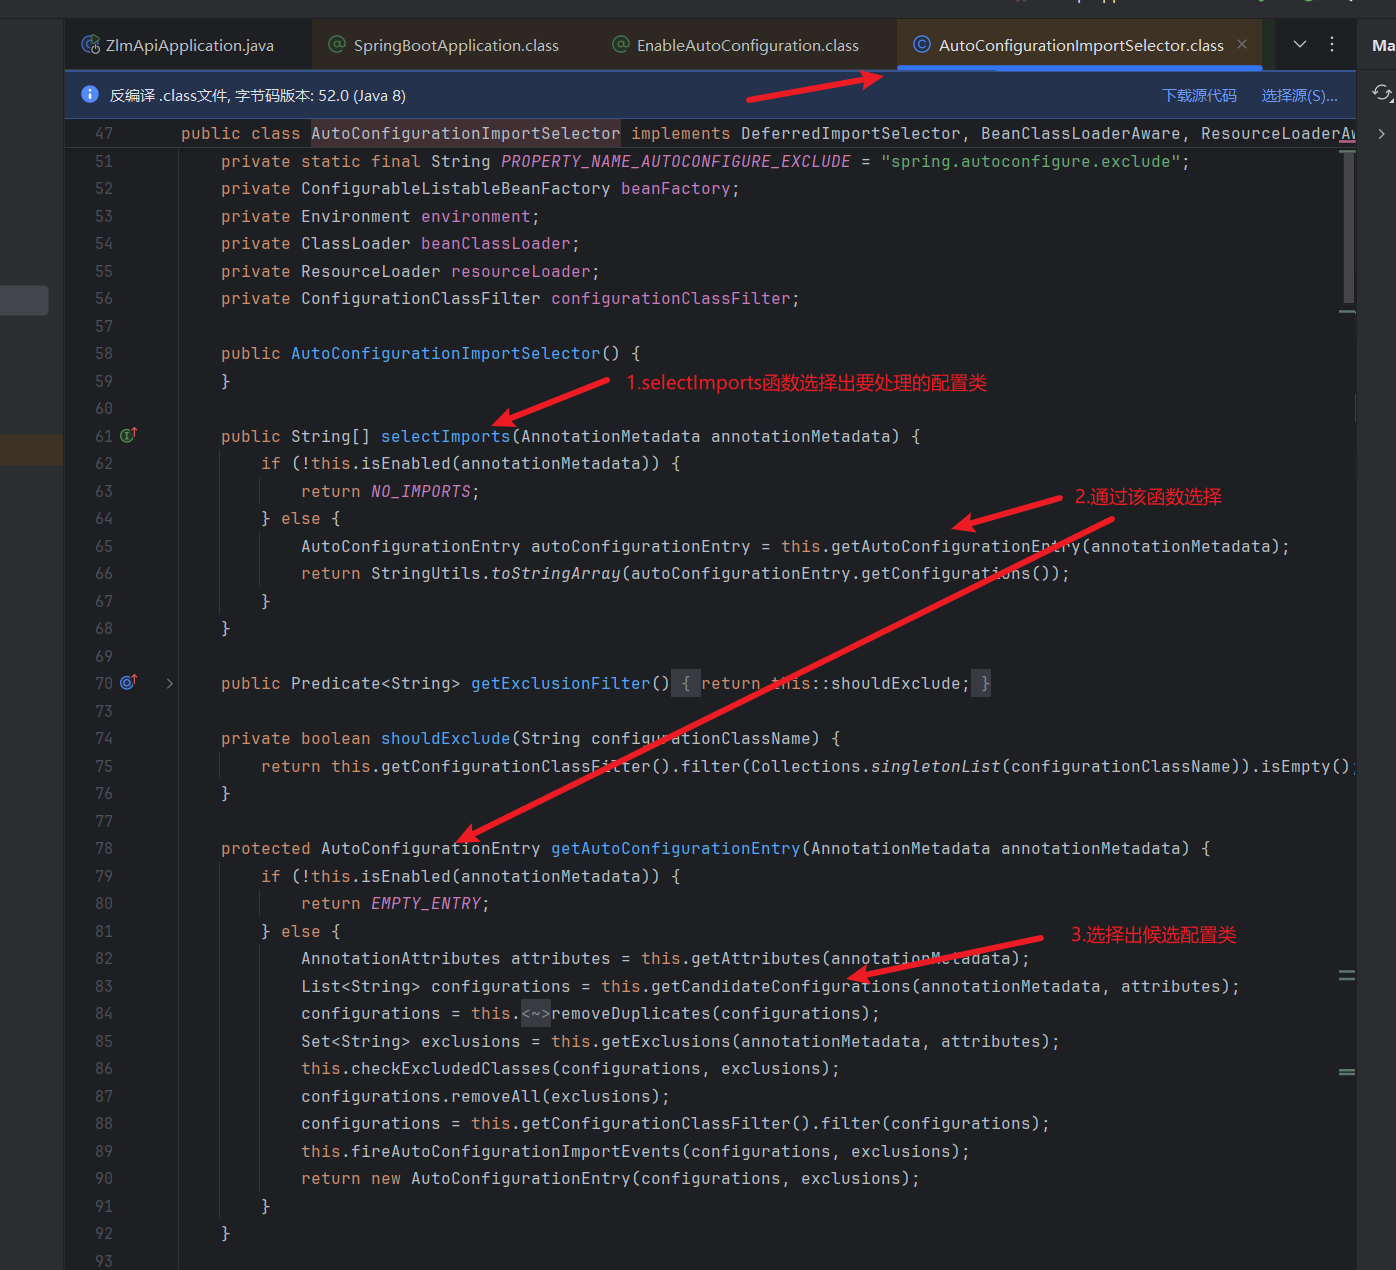 ZlmApiApplication.java
SpringBootApplication.class
EnableAutoConfiguration.class
AutoConfigurationImportSelector.class
Ma
反编译 .class文件, 字节码版本: 52.0 (Java 8)
下载源代码
选择源(S)...
47 public class AutoConfigurationImportSelector implements DeferredImportSelector, BeanClassLoaderAware, ResourceLoaderAw
51 private static final String PROPERTY_NAME_AUTOCONFIGURE_EXCLUDE = "spring.autoconfigure.exclude";
52 private ConfigurableListableBeanFactory beanFactory;
53 private Environment environment;
54 private ClassLoader beanClassLoader;
55 private ResourceLoader resourceLoader;
56 private ConfigurationClassFilter configurationClassFilter;
57
58 public AutoConfigurationImportSelector() {
59 }
1.selectImports函数选择出要处理的配置类
60
61 public String[] selectImports(AnnotationMetadata annotationMetadata) {
62 if (!this.isEnabled(annotationMetadata)) {
63 return NO_IMPORTS;
2.通过该函数选择
64 } else {
65 AutoConfigurationEntry autoConfigurationEntry = this.getAutoConfigurationEntry(annotationMetadata);
66 return StringUtils.toStringArray(autoConfigurationEntry.getConfigurations());
67 }
68 }
69
70 public Predicate<String> getExclusionFilter() { return this::shouldExclude; }
73
74 private boolean shouldExclude(String configurationClassName) {
75 return this.getConfigurationClassFilter().filter(Collections.singletonList(configurationClassName)).isEmpty();
76 }
77
78 protected AutoConfigurationEntry getAutoConfigurationEntry(AnnotationMetadata annotationMetadata) {
79 if (!this.isEnabled(annotationMetadata)) {
80 return EMPTY_ENTRY;
81 } else {
3.选择出候选配置类
82 AnnotationAttributes attributes = this.getAttributes(annotationMetadata);
83 List<String> configurations = this.getCandidateConfigurations(annotationMetadata, attributes);
84 configurations = this.<~>removeDuplicates(configurations);
85 Set<String> exclusions = this.getExclusions(annotationMetadata, attributes);
86 this.checkExcludedClasses(configurations, exclusions);
87 configurations.removeAll(exclusions);
88 configurations = this.getConfigurationClassFilter().filter(configurations);
89 this.fireAutoConfigurationImportEvents(configurations, exclusions);
90 return new AutoConfigurationEntry(configurations, exclusions);
91 }
92 }
93